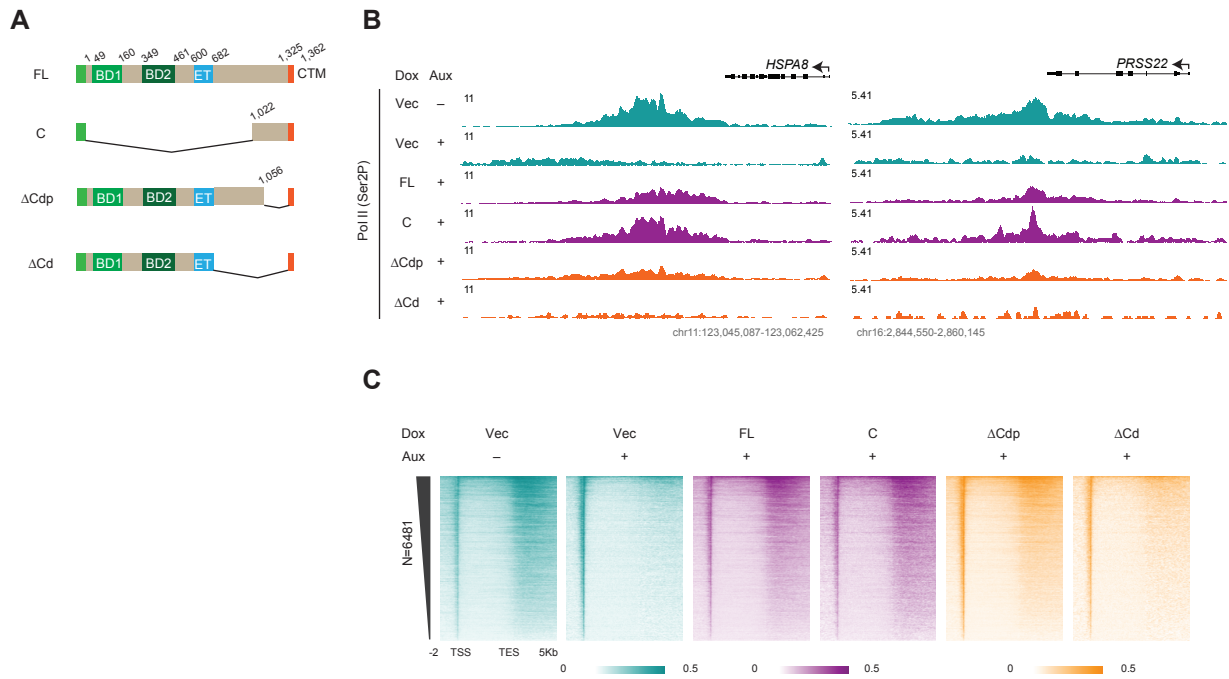 A
1 49 160 349 461 600 682 1,325 1,362
FL BD1 BD2 ET CTM
1,022
C
1,056
ΔCdp BD1 BD2 ET
ΔCd BD1 BD2 ET
B
HSPA8 PRSS22
Dox Aux
Pol II (Ser2P)
Vec – 11 5.41
Vec + 11 5.41
FL + 11 5.41
C + 11 5.41
ΔCdp + 11 5.41
ΔCd + 11 5.41
chr11:123,045,087-123,062,425 chr16:2,844,550-2,860,145
C
Dox Vec Vec FL C ΔCdp ΔCd
Aux – + + + + +
N=6481
-2 TSS TES 5Kb
0 0.5 0 0.5 0 0.5